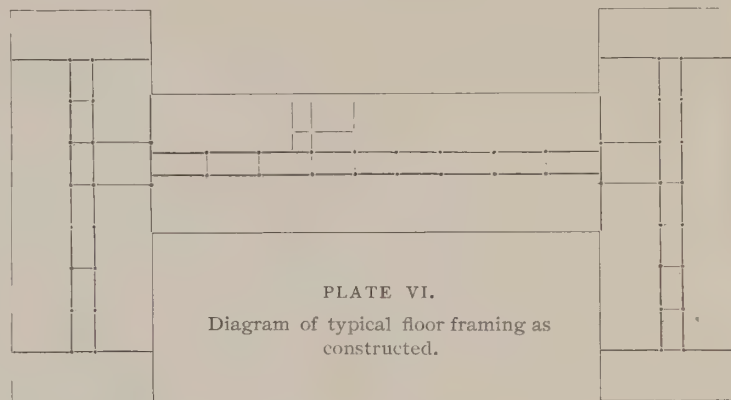 PLATE VI.
Diagram of typical floor framing as
constructed.